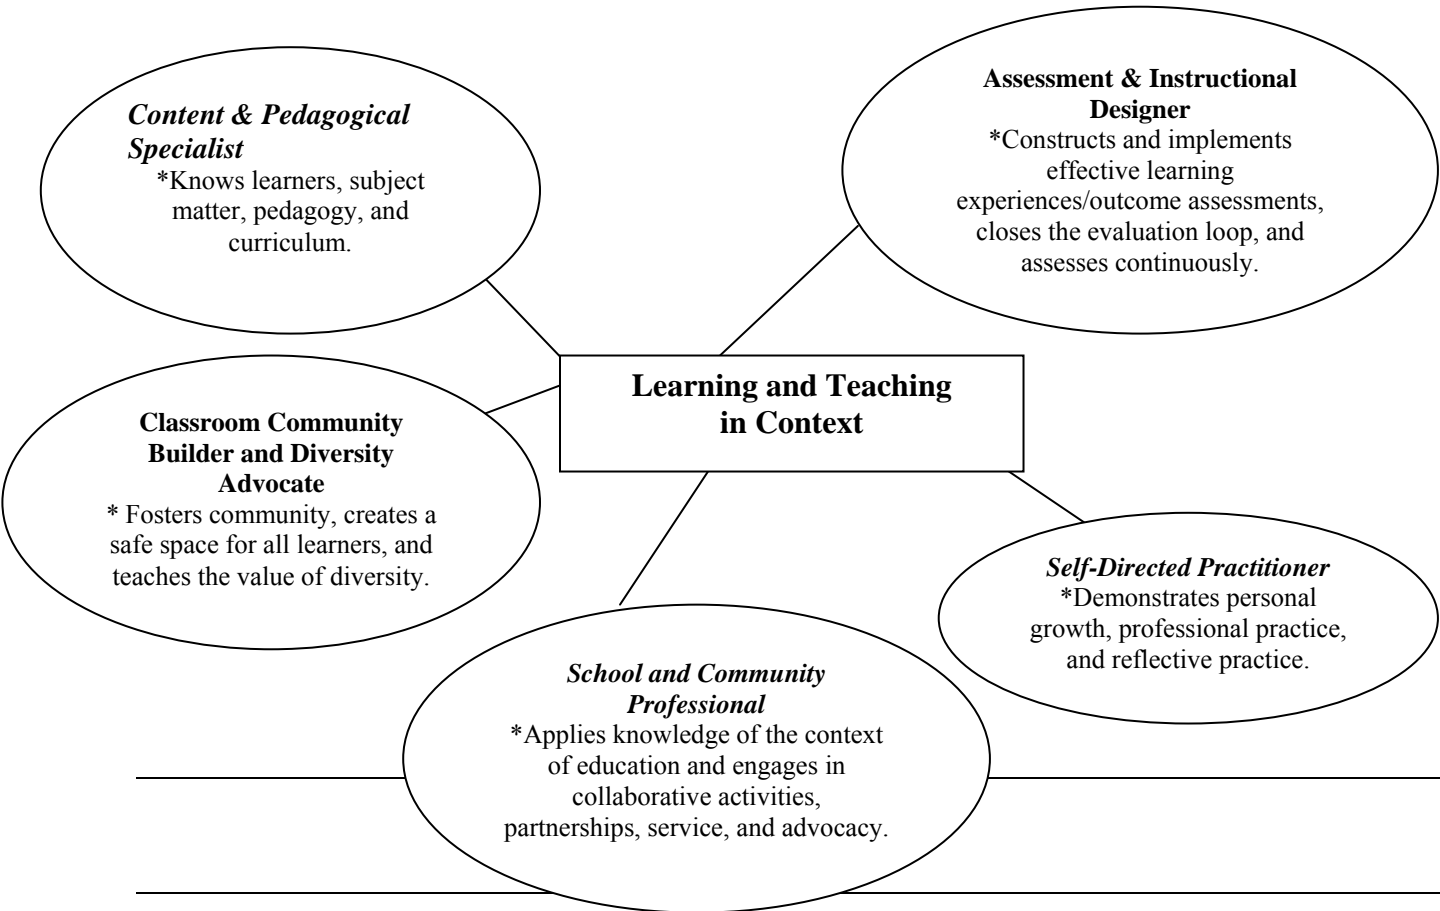 Content & Pedagogical
Specialist
*Knows learners, subject
matter, pedagogy, and
curriculum.
Assessment & Instructional
Designer
*Constructs and implements
effective learning
experiences/outcome assessments,
closes the evaluation loop, and
assesses continuously.
Learning and Teaching
in Context
Classroom Community
Builder and Diversity
Advocate
* Fosters community, creates a
safe space for all learners, and
teaches the value of diversity.
Self-Directed Practitioner
*Demonstrates personal
growth, professional practice,
and reflective practice.
School and Community
Professional
*Applies knowledge of the context
of education and engages in
collaborative activities,
partnerships, service, and advocacy.